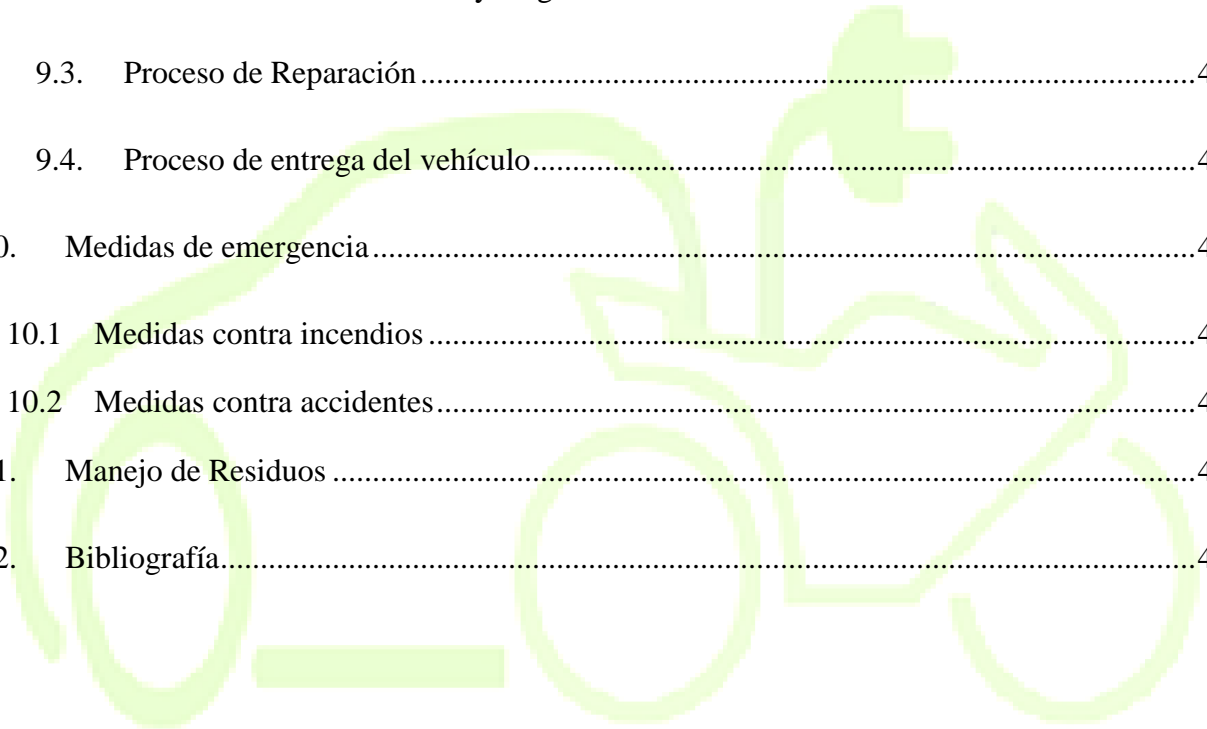 9.3. Proceso de Reparación ........................................ 4
9.4. Proceso de entrega del vehículo ........................................ 4
0. Medidas de emergencia ........................................ 4
10.1 Medidas contra incendios ........................................ 4
10.2 Medidas contra accidentes ........................................ 4
1. Manejo de Residuos ........................................ 4
2. Bibliografía ........................................ 4